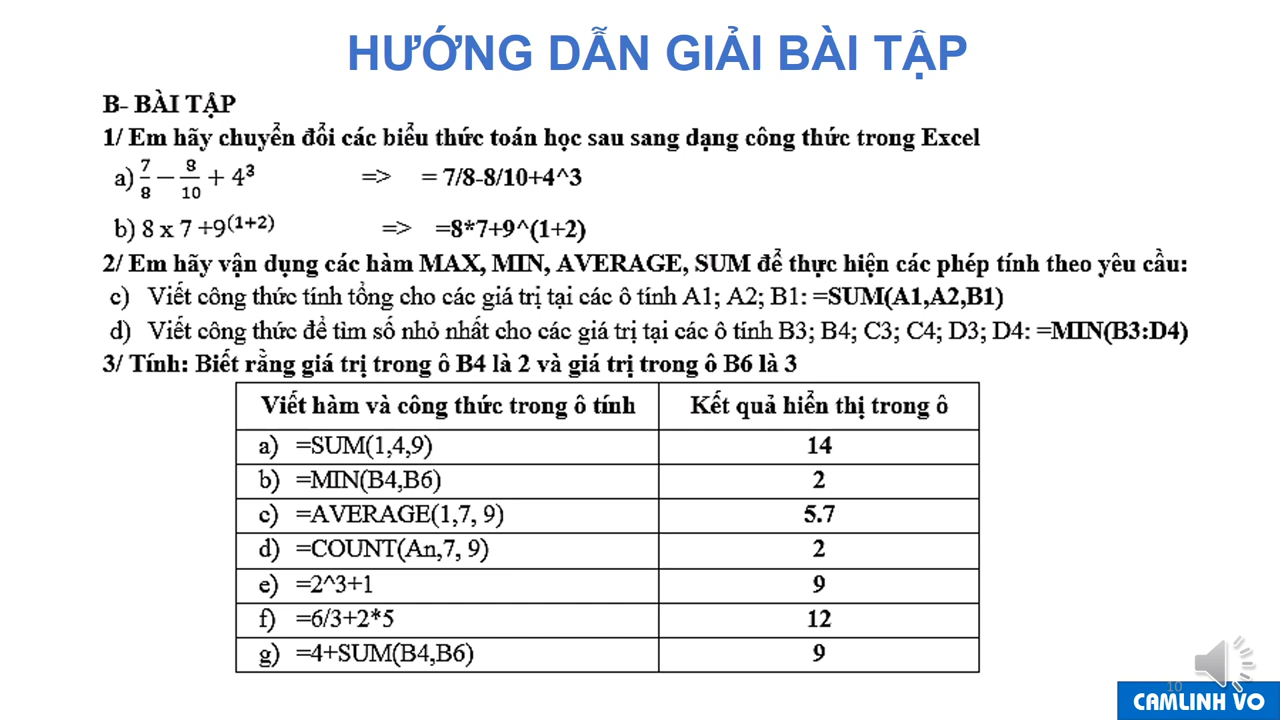 HƯỚNG DẪN GIẢI BÀI TẬP
B- BÀI TẬP
1/ Em hãy chuyển đổi các biểu thức toán học sau sang dạng công thức trong Excel
a) 7/8 − 8/10 + 4³ => = 7/8-8/10+4^3
b) 8 x 7 +9⁽¹⁺²⁾ => =8*7+9^(1+2)
2/ Em hãy vận dụng các hàm MAX, MIN, AVERAGE, SUM để thực hiện các phép tính theo yêu cầu:
c) Viết công thức tính tổng cho các giá trị tại các ô tính A1; A2; B1: =SUM(A1,A2,B1)
d) Viết công thức để tìm số nhỏ nhất cho các giá trị tại các ô tính B3; B4; C3; C4; D3; D4: =MIN(B3:D4)
3/ Tính: Biết rằng giá trị trong ô B4 là 2 và giá trị trong ô B6 là 3
Viết hàm và công thức trong ô tính Kết quả hiển thị trong ô
a) =SUM(1,4,9) 14
b) =MIN(B4,B6) 2
c) =AVERAGE(1,7, 9) 5.7
d) =COUNT(An,7, 9) 2
e) =2^3+1 9
f) =6/3+2*5 12
g) =4+SUM(B4,B6) 9
10
CAMLINH VO